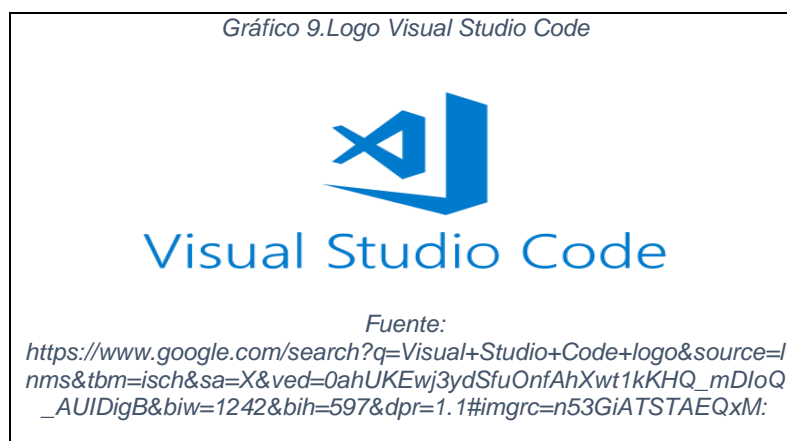 Gráfico 9.Logo Visual Studio Code
Visual Studio Code
Fuente:
https://www.google.com/search?q=Visual+Studio+Code+logo&source=l
nms&tbm=isch&sa=X&ved=0ahUKEwj3ydSfuOnfAhXwt1kKHQ_mDIoQ
_AUIDigB&biw=1242&bih=597&dpr=1.1#imgrc=n53GiATSTAEQxM: